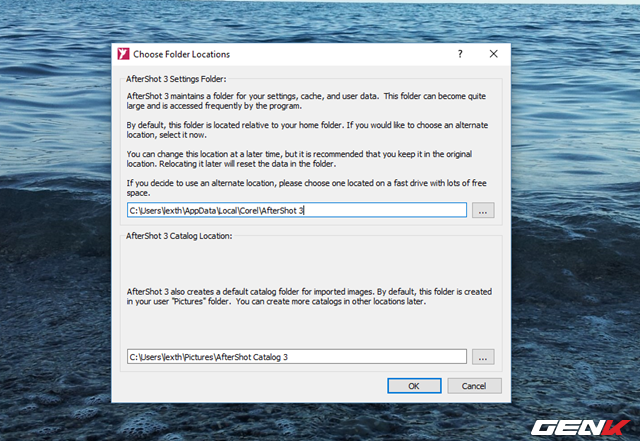 Choose Folder Locations
AfterShot 3 Settings Folder:
AfterShot 3 maintains a folder for your settings, cache, and user data. This folder can become quite
large and is accessed frequently by the program.
By default, this folder is located relative to your home folder. If you would like to choose an alternate
location, select it now.
You can change this location at a later time, but it is recommended that you keep it in the original
location. Relocating it later will reset the data in the folder.
If you decide to use an alternate location, please choose one located on a fast drive with lots of free
space.
C:\Users\lexth\AppData\Local\Corel\AfterShot 3
...
AfterShot 3 Catalog Location:
AfterShot 3 also creates a default catalog folder for imported images. By default, this folder is created
in your user "Pictures" folder. You can create more catalogs in other locations later.
C:\Users\lexth\Pictures\AfterShot Catalog 3
...
OK Cancel
GENK